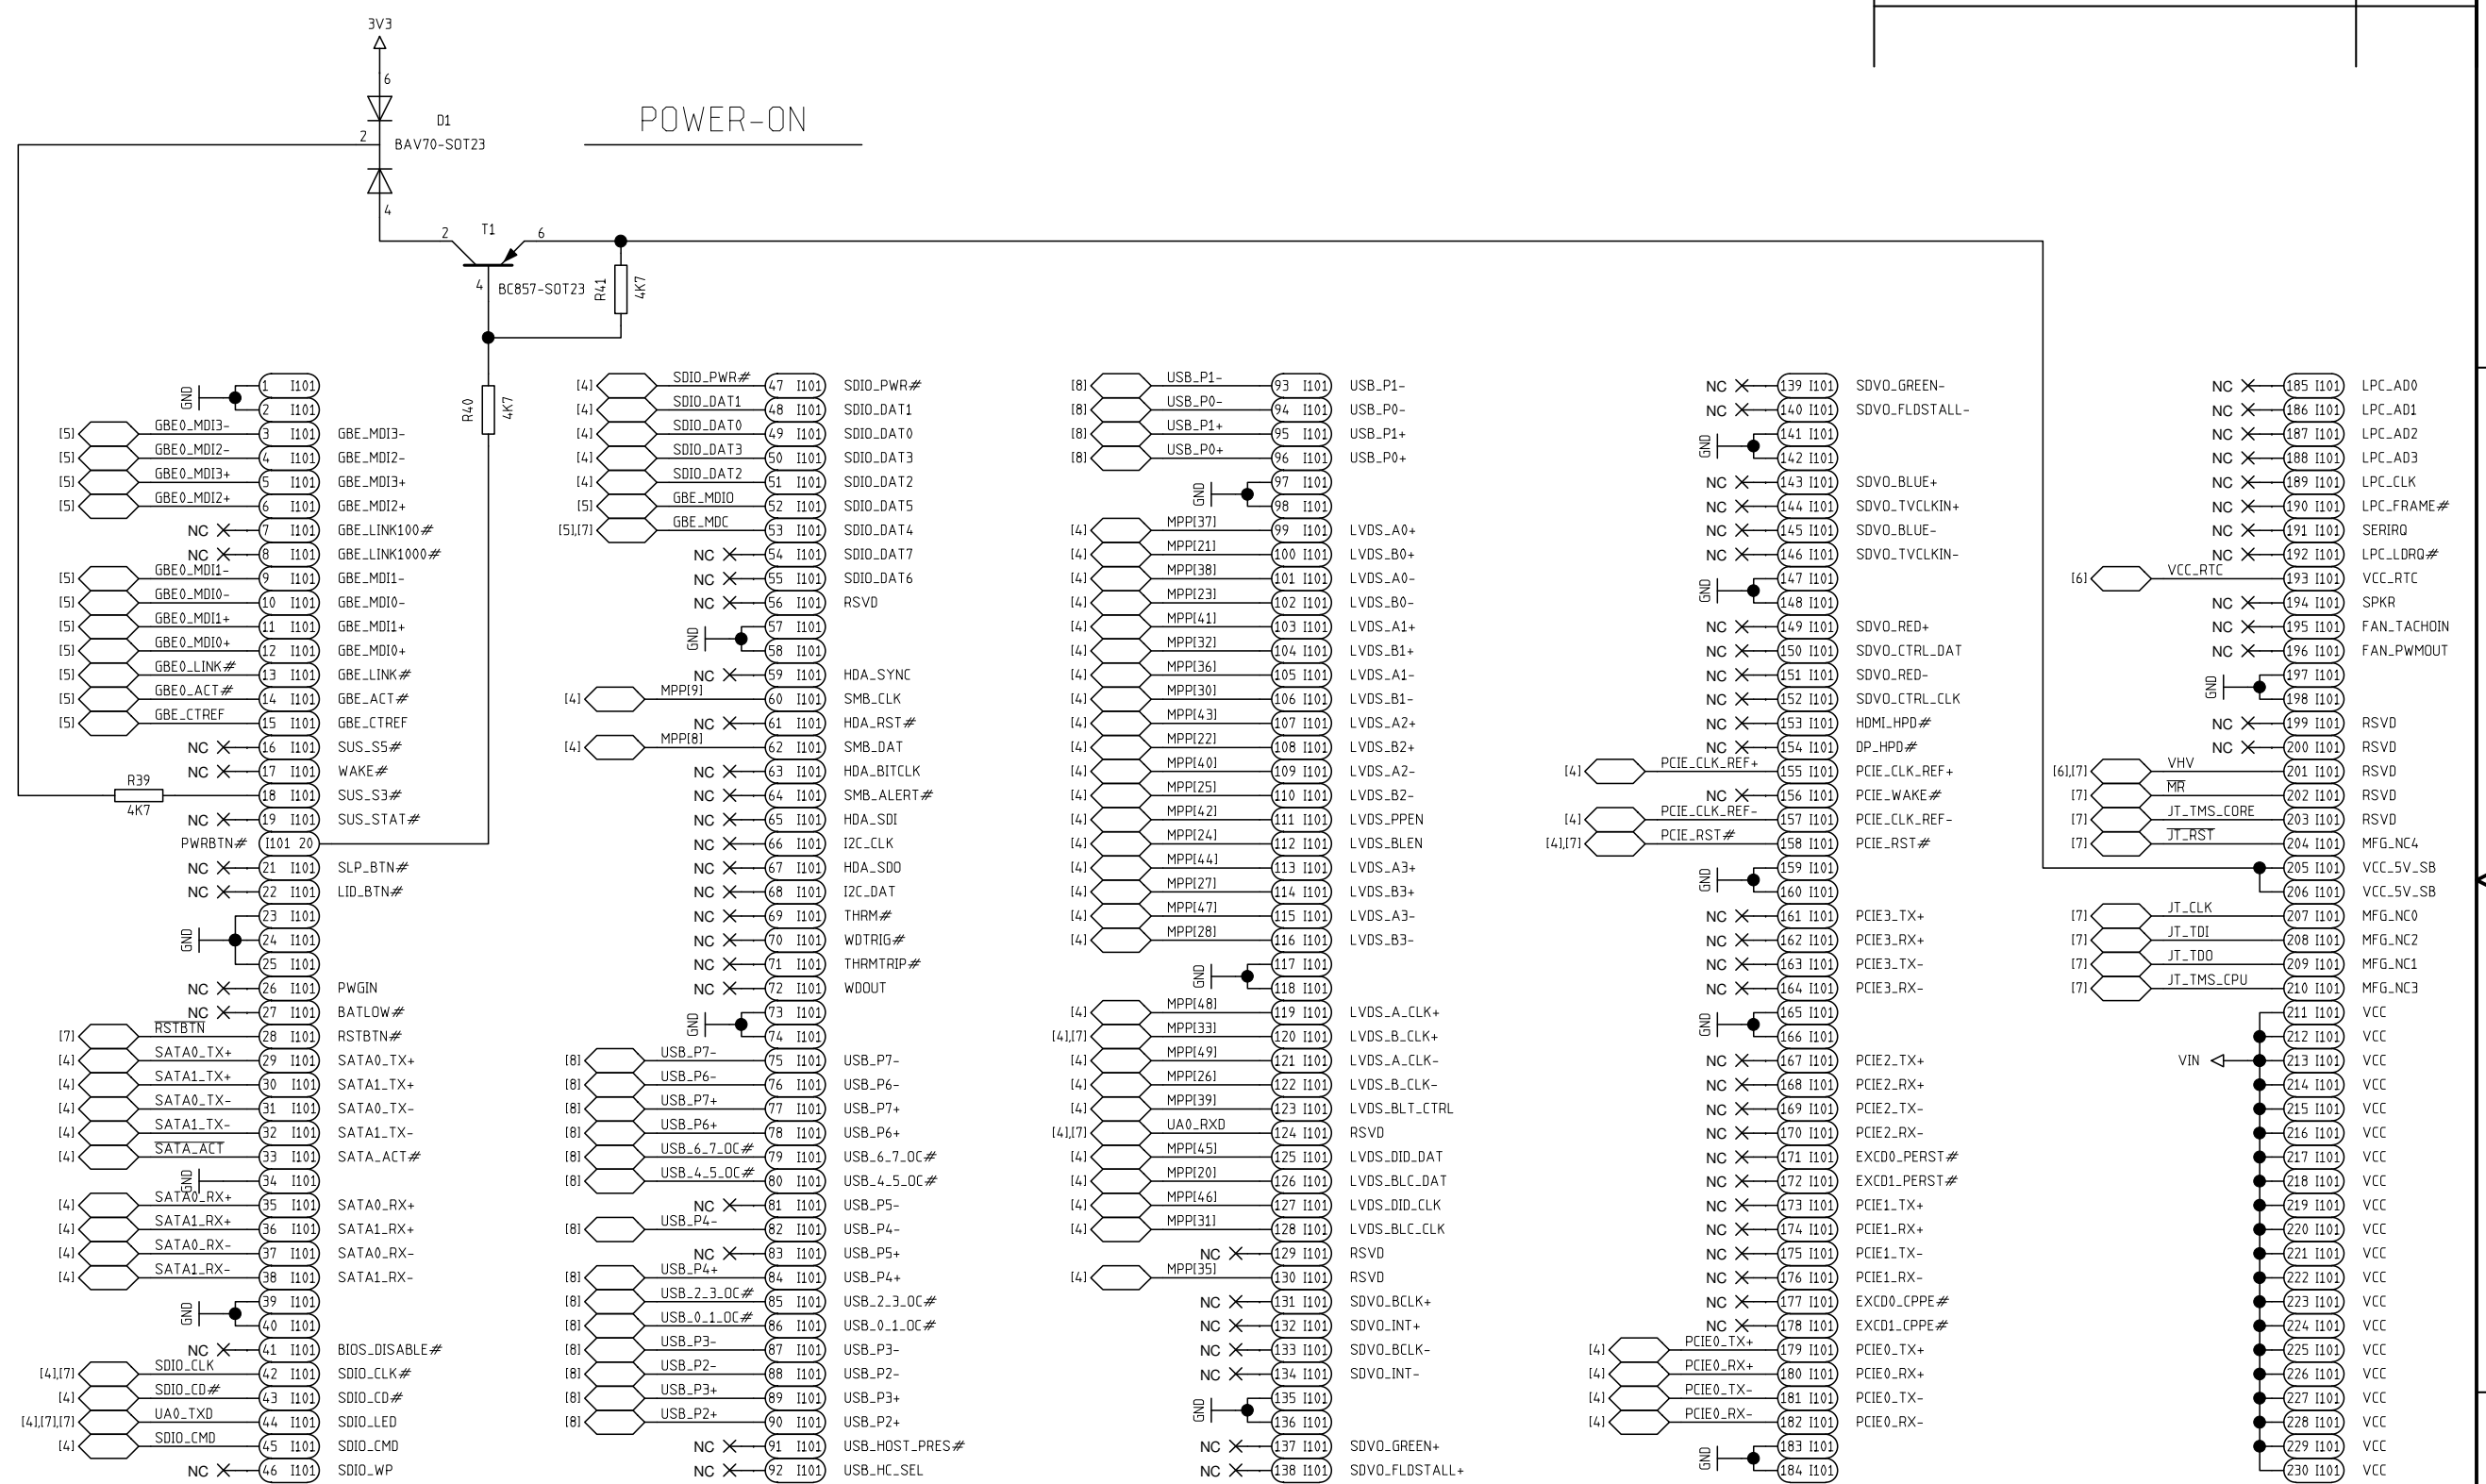 3V3
6
D1
2
BAV70-SOT23
4
POWER-ON
2 T1 6
4 BC857-SOT23
R41 4K7
R40 4K7
GND
1 I101
2 I101
[5] GBE0_MDI3- 3 I101 GBE_MDI3-
[5] GBE0_MDI2- 4 I101 GBE_MDI2-
[5] GBE0_MDI3+ 5 I101 GBE_MDI3+
[5] GBE0_MDI2+ 6 I101 GBE_MDI2+
NC 7 I101 GBE_LINK100#
NC 8 I101 GBE_LINK1000#
[5] GBE0_MDI1- 9 I101 GBE_MDI1-
[5] GBE0_MDI0- 10 I101 GBE_MDI0-
[5] GBE0_MDI1+ 11 I101 GBE_MDI1+
[5] GBE0_MDI0+ 12 I101 GBE_MDI0+
[5] GBE0_LINK# 13 I101 GBE_LINK#
[5] GBE0_ACT# 14 I101 GBE_ACT#
[5] GBE_CTREF 15 I101 GBE_CTREF
NC 16 I101 SUS_S5#
NC 17 I101 WAKE#
R39 4K7 18 I101 SUS_S3#
NC 19 I101 SUS_STAT#
PWRBTN# I101 20
NC 21 I101 SLP_BTN#
NC 22 I101 LID_BTN#
23 I101
GND 24 I101
25 I101
NC 26 I101 PWGIN
NC 27 I101 BATLOW#
[7] RSTBTN 28 I101 RSTBTN#
[4] SATA0_TX+ 29 I101 SATA0_TX+
[4] SATA1_TX+ 30 I101 SATA1_TX+
[4] SATA0_TX- 31 I101 SATA0_TX-
[4] SATA1_TX- 32 I101 SATA1_TX-
[4] SATA_ACT 33 I101 SATA_ACT#
GND 34 I101
[4] SATA0_RX+ 35 I101 SATA0_RX+
[4] SATA1_RX+ 36 I101 SATA1_RX+
[4] SATA0_RX- 37 I101 SATA0_RX-
[4] SATA1_RX- 38 I101 SATA1_RX-
GND
39 I101
40 I101
NC 41 I101 BIOS_DISABLE#
[4],[7] SDIO_CLK 42 I101 SDIO_CLK#
[4] SDIO_CD# 43 I101 SDIO_CD#
[4],[7],[7] UA0_TXD 44 I101 SDIO_LED
[4] SDIO_CMD 45 I101 SDIO_CMD
NC 46 I101 SDIO_WP
[4] SDIO_PWR# 47 I101 SDIO_PWR#
[4] SDIO_DAT1 48 I101 SDIO_DAT1
[4] SDIO_DAT0 49 I101 SDIO_DAT0
[4] SDIO_DAT3 50 I101 SDIO_DAT3
[4] SDIO_DAT2 51 I101 SDIO_DAT2
[5] GBE_MDIO 52 I101 SDIO_DAT5
[5],[7] GBE_MDC 53 I101 SDIO_DAT4
NC 54 I101 SDIO_DAT7
NC 55 I101 SDIO_DAT6
NC 56 I101 RSVD
GND
57 I101
58 I101
NC 59 I101 HDA_SYNC
[4] MPP[9] 60 I101 SMB_CLK
NC 61 I101 HDA_RST#
[4] MPP[8] 62 I101 SMB_DAT
NC 63 I101 HDA_BITCLK
NC 64 I101 SMB_ALERT#
NC 65 I101 HDA_SDI
NC 66 I101 I2C_CLK
NC 67 I101 HDA_SDO
NC 68 I101 I2C_DAT
NC 69 I101 THRM#
NC 70 I101 WDTRIG#
NC 71 I101 THRMTRIP#
NC 72 I101 WDOUT
GND
73 I101
74 I101
[8] USB_P7- 75 I101 USB_P7-
[8] USB_P6- 76 I101 USB_P6-
[8] USB_P7+ 77 I101 USB_P7+
[8] USB_P6+ 78 I101 USB_P6+
[8] USB_6_7_OC# 79 I101 USB_6_7_OC#
[8] USB_4_5_OC# 80 I101 USB_4_5_OC#
NC 81 I101 USB_P5-
[8] USB_P4- 82 I101 USB_P4-
NC 83 I101 USB_P5+
[8] USB_P4+ 84 I101 USB_P4+
[8] USB_2_3_OC# 85 I101 USB_2_3_OC#
[8] USB_0_1_OC# 86 I101 USB_0_1_OC#
[8] USB_P3- 87 I101 USB_P3-
[8] USB_P2- 88 I101 USB_P2-
[8] USB_P3+ 89 I101 USB_P3+
[8] USB_P2+ 90 I101 USB_P2+
NC 91 I101 USB_HOST_PRES#
NC 92 I101 USB_HC_SEL
[8] USB_P1- 93 I101 USB_P1-
[8] USB_P0- 94 I101 USB_P0-
[8] USB_P1+ 95 I101 USB_P1+
[8] USB_P0+ 96 I101 USB_P0+
GND
97 I101
98 I101
[4] MPP[37] 99 I101 LVDS_A0+
[4] MPP[21] 100 I101 LVDS_B0+
[4] MPP[38] 101 I101 LVDS_A0-
[4] MPP[23] 102 I101 LVDS_B0-
[4] MPP[41] 103 I101 LVDS_A1+
[4] MPP[32] 104 I101 LVDS_B1+
[4] MPP[36] 105 I101 LVDS_A1-
[4] MPP[30] 106 I101 LVDS_B1-
[4] MPP[43] 107 I101 LVDS_A2+
[4] MPP[22] 108 I101 LVDS_B2+
[4] MPP[40] 109 I101 LVDS_A2-
[4] MPP[25] 110 I101 LVDS_B2-
[4] MPP[42] 111 I101 LVDS_PPEN
[4] MPP[24] 112 I101 LVDS_BLEN
[4] MPP[44] 113 I101 LVDS_A3+
[4] MPP[27] 114 I101 LVDS_B3+
[4] MPP[47] 115 I101 LVDS_A3-
[4] MPP[28] 116 I101 LVDS_B3-
GND
117 I101
118 I101
[4] MPP[48] 119 I101 LVDS_A_CLK+
[4],[7] MPP[33] 120 I101 LVDS_B_CLK+
[4] MPP[49] 121 I101 LVDS_A_CLK-
[4] MPP[26] 122 I101 LVDS_B_CLK-
[4] MPP[39] 123 I101 LVDS_BLT_CTRL
[4],[7] UA0_RXD 124 I101 RSVD
[4] MPP[45] 125 I101 LVDS_DID_DAT
[4] MPP[20] 126 I101 LVDS_BLC_DAT
[4] MPP[46] 127 I101 LVDS_DID_CLK
[4] MPP[31] 128 I101 LVDS_BLC_CLK
NC 129 I101 RSVD
[4] MPP[35] 130 I101 RSVD
NC 131 I101 SDVO_BCLK+
NC 132 I101 SDVO_INT+
NC 133 I101 SDVO_BCLK-
NC 134 I101 SDVO_INT-
GND
135 I101
136 I101
NC 137 I101 SDVO_GREEN+
NC 138 I101 SDVO_FLDSTALL+
NC 139 I101 SDVO_GREEN-
NC 140 I101 SDVO_FLDSTALL-
GND
141 I101
142 I101
NC 143 I101 SDVO_BLUE+
NC 144 I101 SDVO_TVCLKIN+
NC 145 I101 SDVO_BLUE-
NC 146 I101 SDVO_TVCLKIN-
GND
147 I101
148 I101
NC 149 I101 SDVO_RED+
NC 150 I101 SDVO_CTRL_DAT
NC 151 I101 SDVO_RED-
NC 152 I101 SDVO_CTRL_CLK
NC 153 I101 HDMI_HPD#
NC 154 I101 DP_HPD#
[4] PCIE_CLK_REF+ 155 I101 PCIE_CLK_REF+
NC 156 I101 PCIE_WAKE#
[4] PCIE_CLK_REF- 157 I101 PCIE_CLK_REF-
[4],[7] PCIE_RST# 158 I101 PCIE_RST#
GND
159 I101
160 I101
NC 161 I101 PCIE3_TX+
NC 162 I101 PCIE3_RX+
NC 163 I101 PCIE3_TX-
NC 164 I101 PCIE3_RX-
GND
165 I101
166 I101
NC 167 I101 PCIE2_TX+
NC 168 I101 PCIE2_RX+
NC 169 I101 PCIE2_TX-
NC 170 I101 PCIE2_RX-
NC 171 I101 EXCD0_PERST#
NC 172 I101 EXCD1_PERST#
NC 173 I101 PCIE1_TX+
NC 174 I101 PCIE1_RX+
NC 175 I101 PCIE1_TX-
NC 176 I101 PCIE1_RX-
NC 177 I101 EXCD0_CPPE#
NC 178 I101 EXCD1_CPPE#
[4] PCIE0_TX+ 179 I101 PCIE0_TX+
[4] PCIE0_RX+ 180 I101 PCIE0_RX+
[4] PCIE0_TX- 181 I101 PCIE0_TX-
[4] PCIE0_RX- 182 I101 PCIE0_RX-
GND
183 I101
184 I101
NC 185 I101 LPC_AD0
NC 186 I101 LPC_AD1
NC 187 I101 LPC_AD2
NC 188 I101 LPC_AD3
NC 189 I101 LPC_CLK
NC 190 I101 LPC_FRAME#
NC 191 I101 SERIRQ
NC 192 I101 LPC_LDRQ#
[6] VCC_RTC 193 I101 VCC_RTC
NC 194 I101 SPKR
NC 195 I101 FAN_TACHOIN
NC 196 I101 FAN_PWMOUT
GND
197 I101
198 I101
NC 199 I101 RSVD
NC 200 I101 RSVD
[6],[7] VHV 201 I101 RSVD
[7] MR 202 I101 RSVD
[7] JT_TMS_CORE 203 I101 RSVD
[7] JT_RST 204 I101 MFG_NC4
205 I101 VCC_5V_SB
206 I101 VCC_5V_SB
[7] JT_CLK 207 I101 MFG_NC0
[7] JT_TDI 208 I101 MFG_NC2
[7] JT_TDO 209 I101 MFG_NC1
[7] JT_TMS_CPU 210 I101 MFG_NC3
211 I101 VCC
212 I101 VCC
VIN 213 I101 VCC
214 I101 VCC
215 I101 VCC
216 I101 VCC
217 I101 VCC
218 I101 VCC
219 I101 VCC
220 I101 VCC
221 I101 VCC
222 I101 VCC
223 I101 VCC
224 I101 VCC
225 I101 VCC
226 I101 VCC
227 I101 VCC
228 I101 VCC
229 I101 VCC
230 I101 VCC